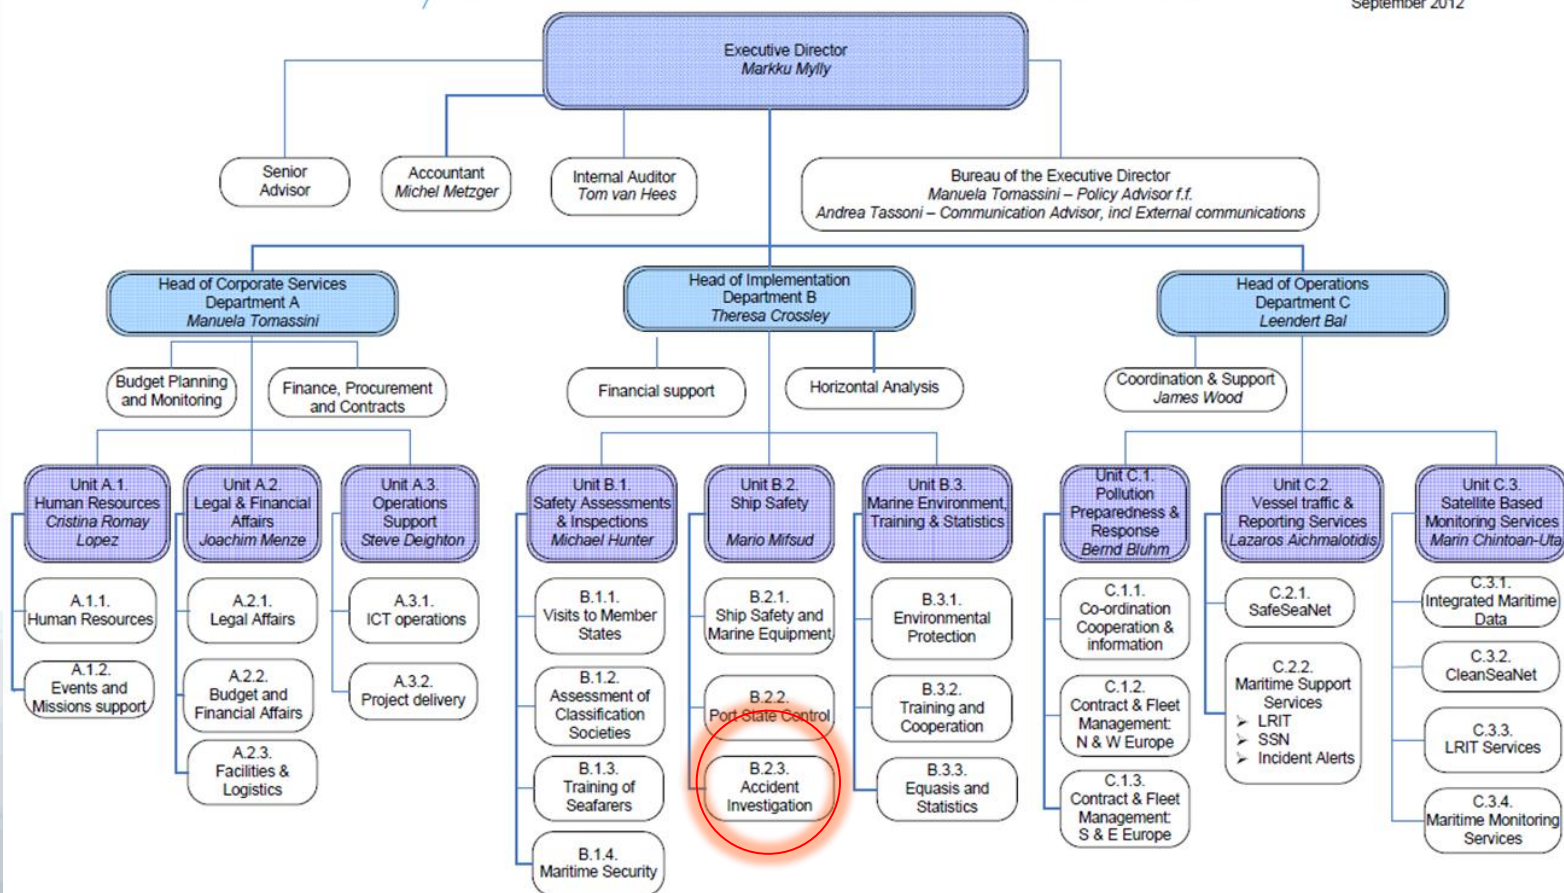 September 2012
Executive Director
Markku Mylly
Senior
Advisor
Accountant
Michel Metzger
Internal Auditor
Tom van Hees
Bureau of the Executive Director
Manuela Tomassini – Policy Advisor f.f.
Andrea Tassoni – Communication Advisor, incl External communications
Head of Corporate Services
Department A
Manuela Tomassini
Head of Implementation
Department B
Theresa Crossley
Head of Operations
Department C
Leendert Bal
Budget Planning
and Monitoring
Finance, Procurement
and Contracts
Financial support
Horizontal Analysis
Coordination & Support
James Wood
Unit A.1.
Human Resources
Cristina Romay
Lopez
Unit A.2.
Legal & Financial
Affairs
Joachim Menze
Unit A.3.
Operations
Support
Steve Deighton
Unit B.1.
Safety Assessments
& Inspections
Michael Hunter
Unit B.2.
Ship Safety
Mario Mifsud
Unit B.3.
Marine Environment,
Training & Statistics
Unit C.1.
Pollution
Preparedness &
Response
Bernd Bluhm
Unit C.2.
Vessel traffic &
Reporting Services
Lazaros Aichmalotidis
Unit C.3.
Satellite Based
Monitoring Services
Marin Chintoan-Uta
A.1.1.
Human Resources
A.1.2.
Events and
Missions support
A.2.1.
Legal Affairs
A.2.2.
Budget and
Financial Affairs
A.2.3.
Facilities &
Logistics
A.3.1.
ICT operations
A.3.2.
Project delivery
B.1.1.
Visits to Member
States
B.1.2.
Assessment of
Classification
Societies
B.1.3.
Training of
Seafarers
B.1.4.
Maritime Security
B.2.1.
Ship Safety and
Marine Equipment
B.2.2.
Port State Control
B.2.3.
Accident
Investigation
B.3.1.
Environmental
Protection
B.3.2.
Training and
Cooperation
B.3.3.
Equasis and
Statistics
C.1.1.
Co-ordination
Cooperation &
information
C.1.2.
Contract & Fleet
Management:
N & W Europe
C.1.3.
Contract & Fleet
Management:
S & E Europe
C.2.1.
SafeSeaNet
C.2.2.
Maritime Support
Services
➢ LRIT
➢ SSN
➢ Incident Alerts
C.3.1.
Integrated Maritime
Data
C.3.2.
CleanSeaNet
C.3.3.
LRIT Services
C.3.4.
Maritime Monitoring
Services